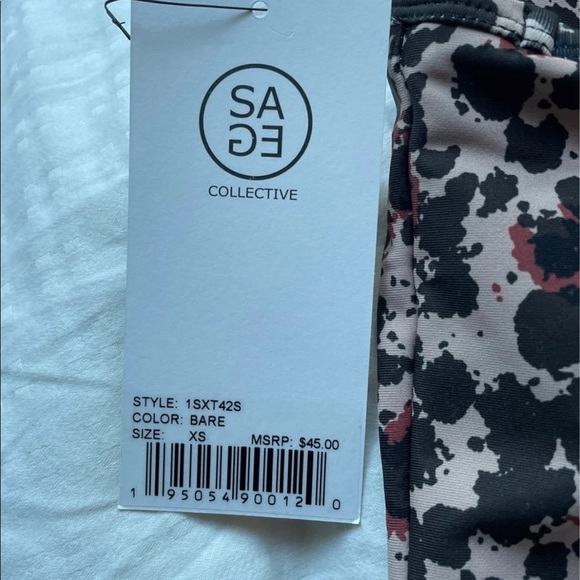 SA
GE
COLLECTIVE
STYLE: 1SXT42S
COLOR: BARE
SIZE: XS MSRP: $45.00
1 95054 90012 0